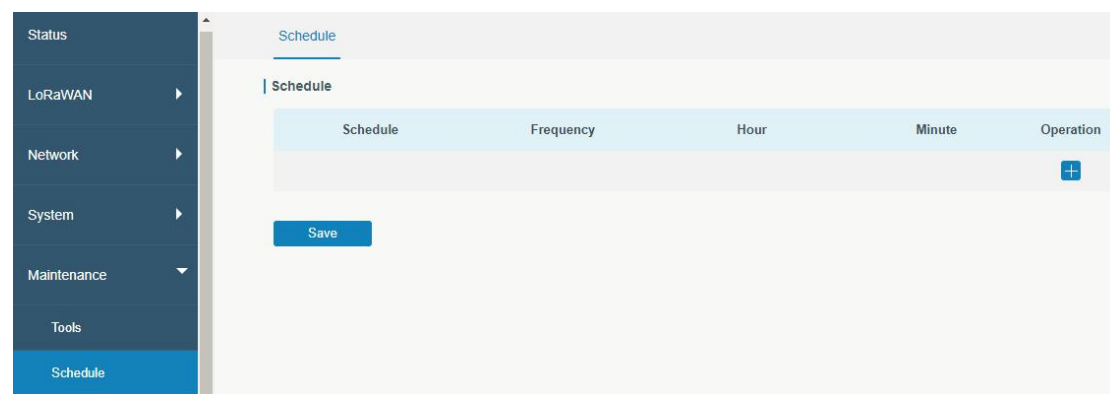 Status
LoRaWAN
Network
System
Maintenance
Tools
Schedule
Schedule
Schedule
Schedule Frequency Hour Minute Operation
Save